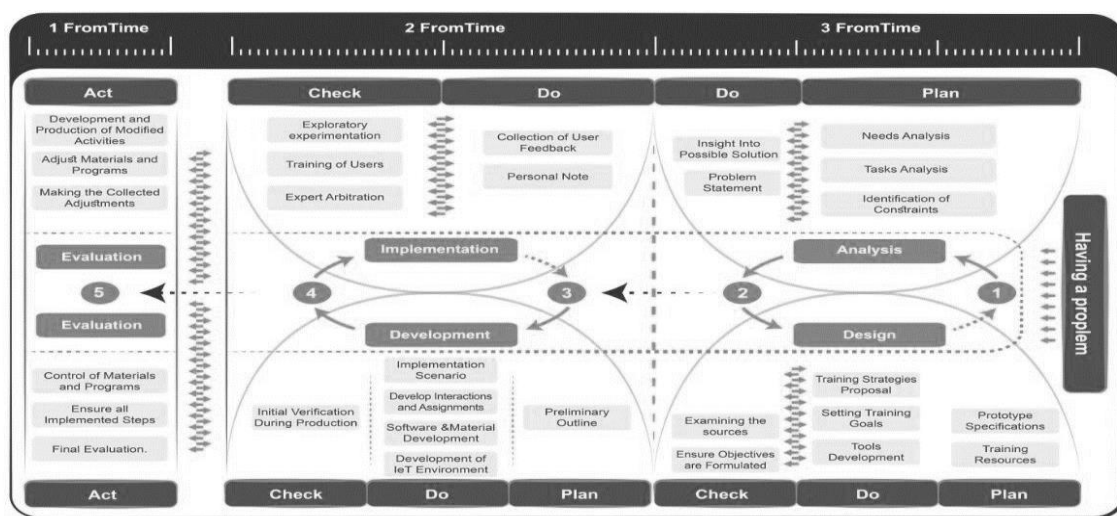 1 FromTime
2 FromTime
3 FromTime
Act
Check
Do
Do
Plan
Development and
Production of Modified
Activities
Adjust Materials and
Programs
Making the Collected
Adjustments
Exploratory
experimentation
Training of Users
Expert Arbitration
Collection of User
Feedback
Personal Note
Insight Into
Possible Solution
Problem
Statement
Needs Analysis
Tasks Analysis
Identification of
Constraints
Having a proplem
Evaluation
Implementation
Analysis
5
4
3
2
1
Evaluation
Development
Design
Control of Materials
and Programs
Ensure all
Implemented Steps
Final Evaluation.
Initial Verification
During Production
Implementation
Scenario
Develop Interactions
and Assignments
Software &Material
Development
Development of
IeT Environment
Preliminary
Outline
Examining the
sources
Ensure Objectives
are Formulated
Training Strategies
Proposal
Setting Training
Goals
Tools
Development
Prototype
Specifications
Training
Resources
Act
Check
Do
Plan
Check
Do
Plan